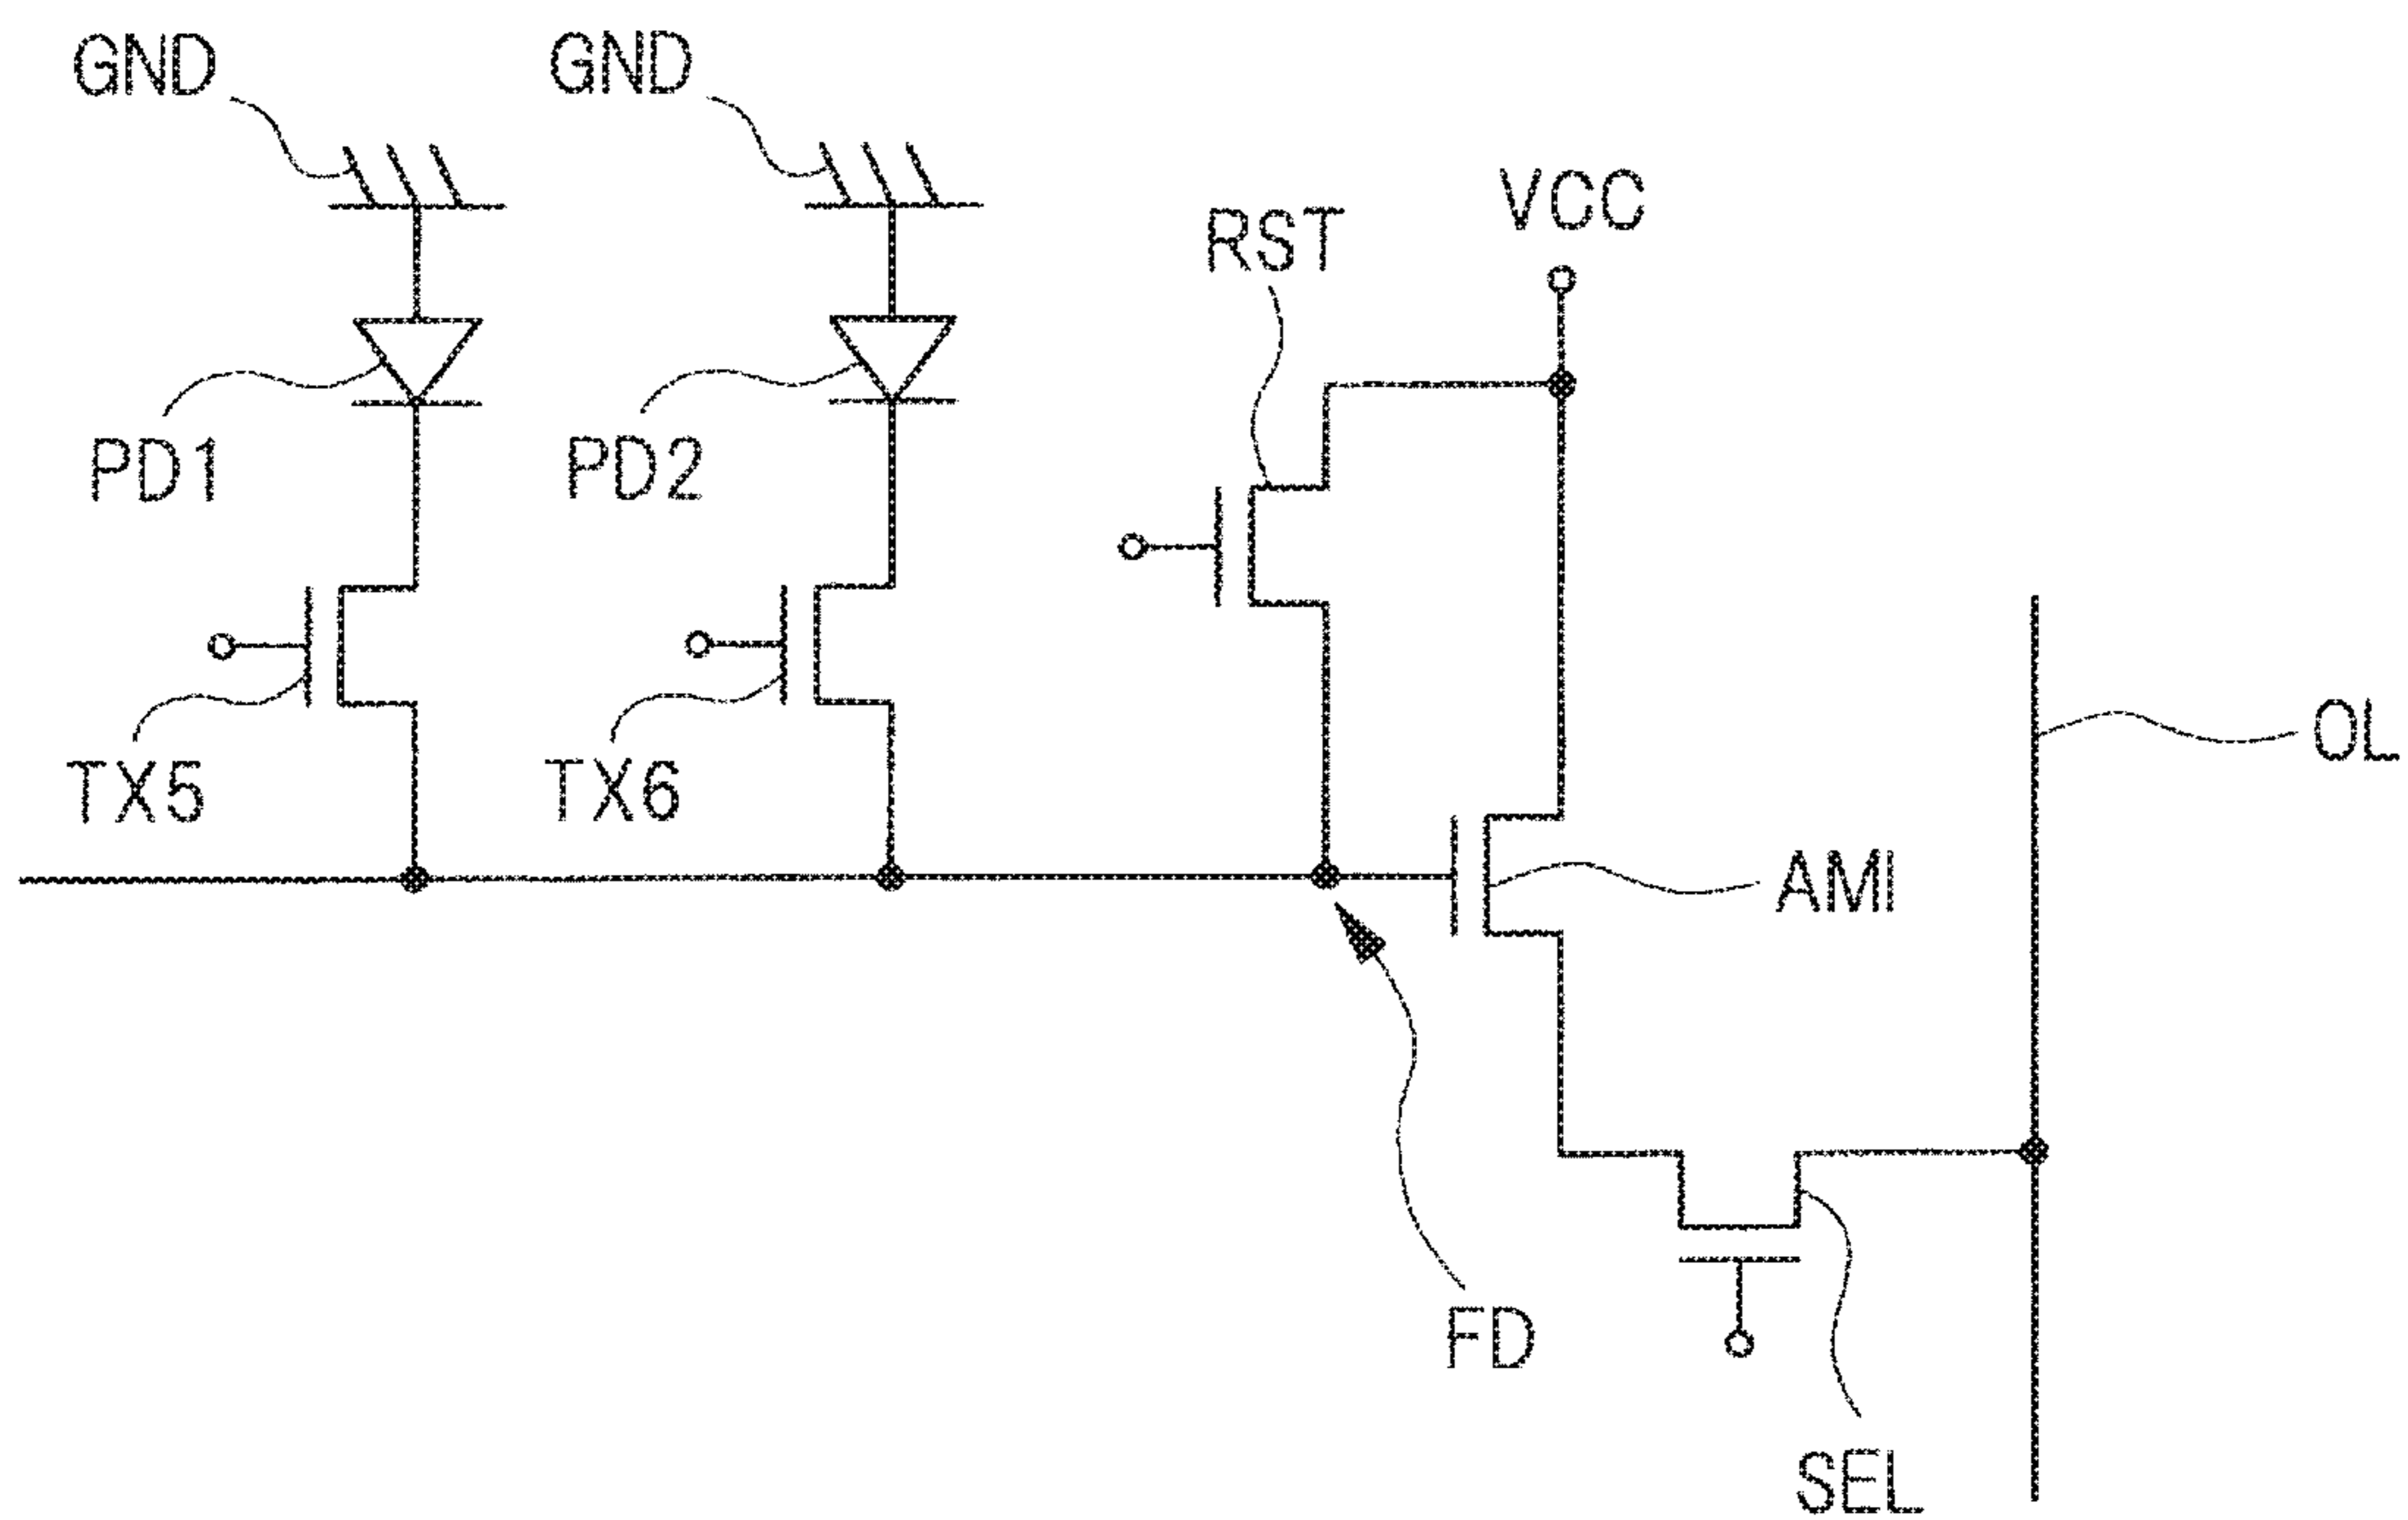 GND
GND
VCC
RST
PD1
PD2
OL
TX5
TX6
AMI
FD
SEL